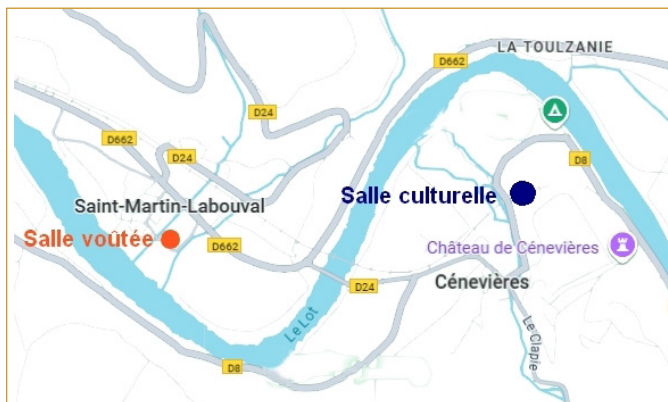 LA TOULZANIE
D662
D24
D662
D24
D8
Saint-Martin-Labouval
Salle culturelle
Salle voûtée
D662
Château de Cénevières
D24
Cénevières
Le Lot
Le Clapie
D8